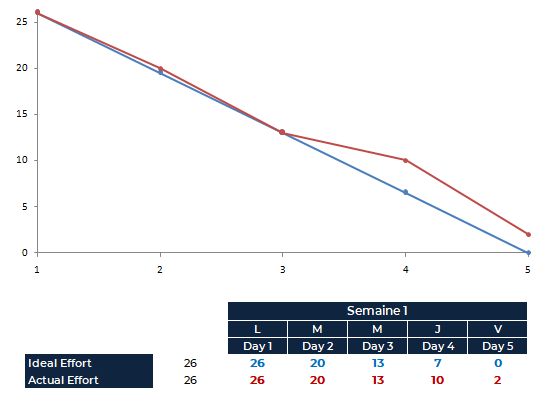 25
20
15
10
5
0
1 2 3 4 5
Semaine 1
L M M J V
Day 1 Day 2 Day 3 Day 4 Day 5
Ideal Effort 26 26 20 13 7 0
Actual Effort 26 26 20 13 10 2